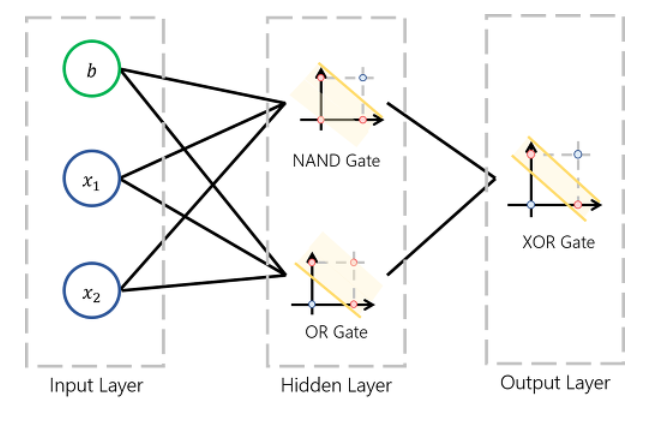 b
x₁
x₂
Input Layer
NAND Gate
OR Gate
Hidden Layer
XOR Gate
Output Layer